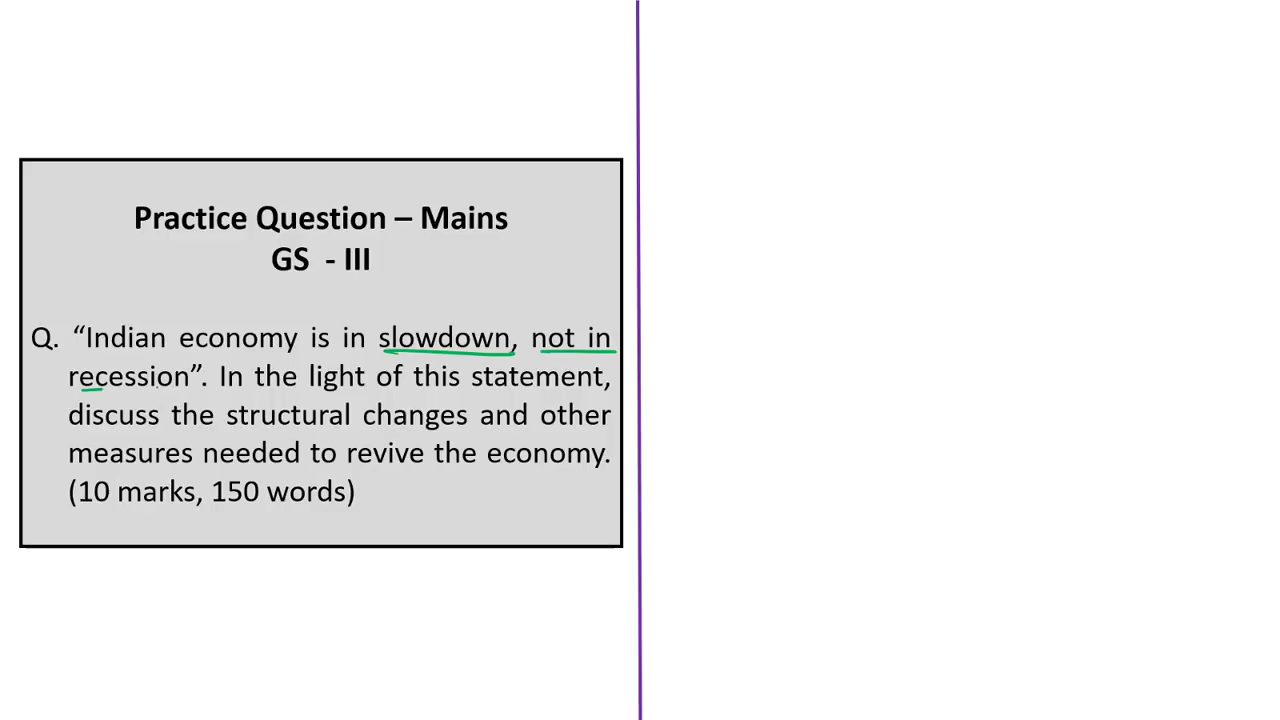 Practice Question – Mains
GS - III
Q. “Indian economy is in slowdown, not in
recession”. In the light of this statement,
discuss the structural changes and other
measures needed to revive the economy.
(10 marks, 150 words)